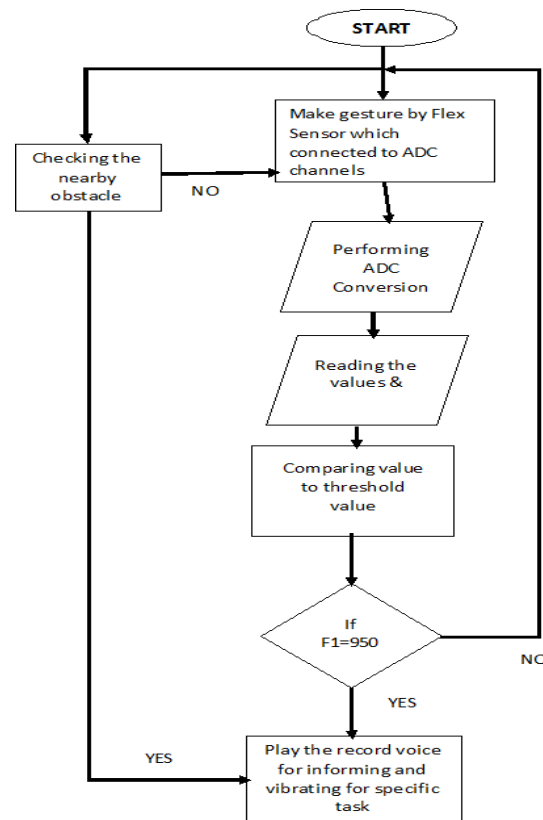 START
Make gesture by Flex
Sensor which
connected to ADC
channels
Checking the
nearby
obstacle
NO
Performing
ADC
Conversion
Reading the
values &
Comparing value
to threshold
value
If
F1=950
NO
YES
YES
Play the record voice
for informing and
vibrating for specific
task